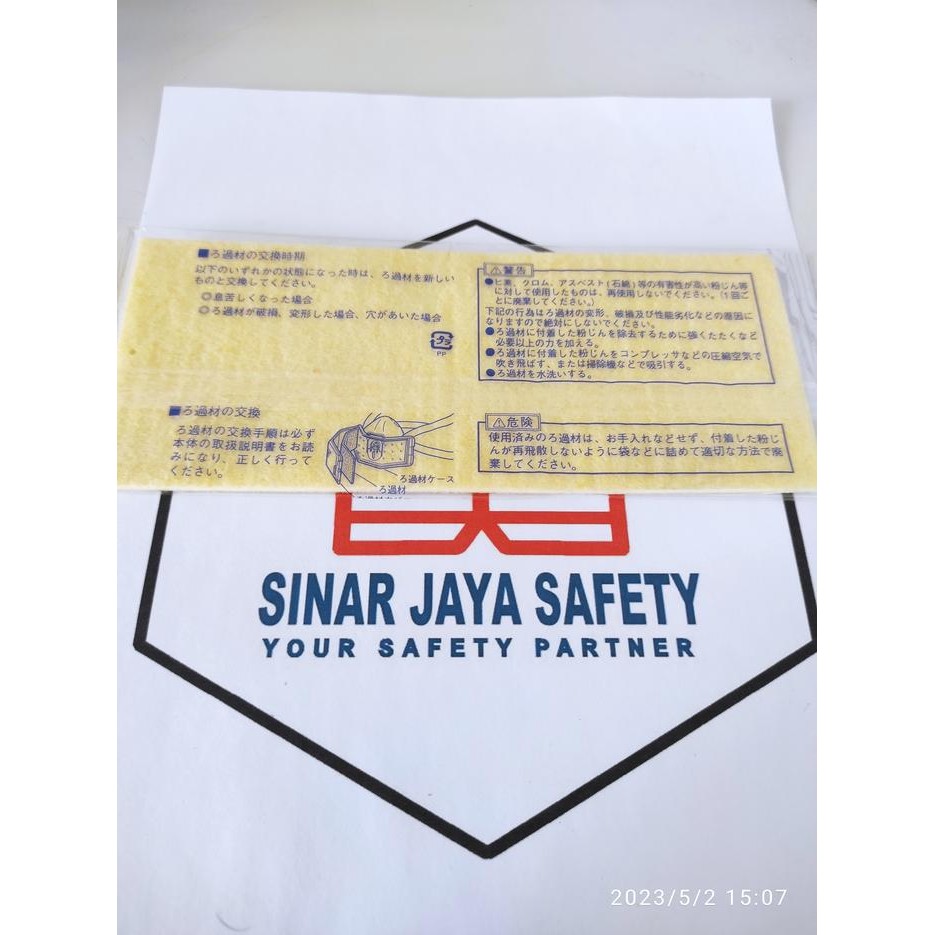 ■ろ過材の交換時期
以下のいずれかの状態になった時は、ろ過材を新しい
ものと交換してください。
◎息苦しくなった場合
◎ろ過材が破損、変形した場合、穴があいた場合
プラ
PP
■ろ過材の交換
ろ過材の交換手順は必ず
本体の取扱説明書をお読
みになり、正しく行って
ください。
ろ過材ケース
ろ過材
⚠警告
●ヒ素、クロム、アスベスト(石綿)等の有害性が高い粉じん等
に対して使用したものは、再使用しないでください。(1回ご
とに廃棄してください。)
下記の行為はろ過材の変形、破損及び性能劣化などの原因に
なりますので絶対にしないでください。
●ろ過材に付着した粉じんを除去するために強くたたくなど
必要以上の力を加える。
●ろ過材に付着した粉じんをコンプレッサなどの圧縮空気で
吹き飛ばす、または掃除機などで吸引する。
●ろ過材を水洗いする。
⚠危険
使用済みのろ過材は、お手入れなどせず、付着した粉じ
んが再飛散しないように袋などに詰めて適切な方法で廃
棄してください。
SINAR JAYA SAFETY
YOUR SAFETY PARTNER
2023/5/2 15:07